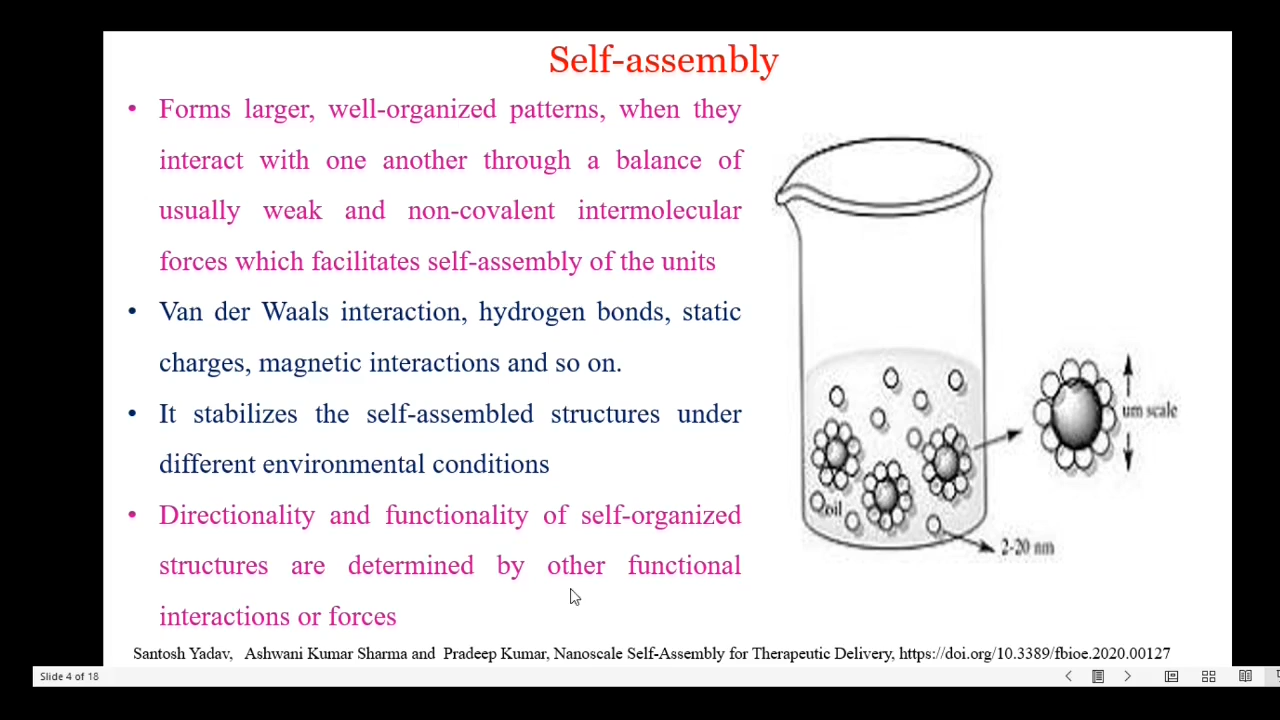 Self-assembly
• Forms larger, well-organized patterns, when they
interact with one another through a balance of
usually weak and non-covalent intermolecular
forces which facilitates self-assembly of the units
• Van der Waals interaction, hydrogen bonds, static
charges, magnetic interactions and so on.
• It stabilizes the self-assembled structures under
different environmental conditions
• Directionality and functionality of self-organized
structures are determined by other functional
interactions or forces
um scale
oil
2-20 nm
Santosh Yadav, Ashwani Kumar Sharma and Pradeep Kumar, Nanoscale Self-Assembly for Therapeutic Delivery, https://doi.org/10.3389/fbioe.2020.00127
Slide 4 of 18